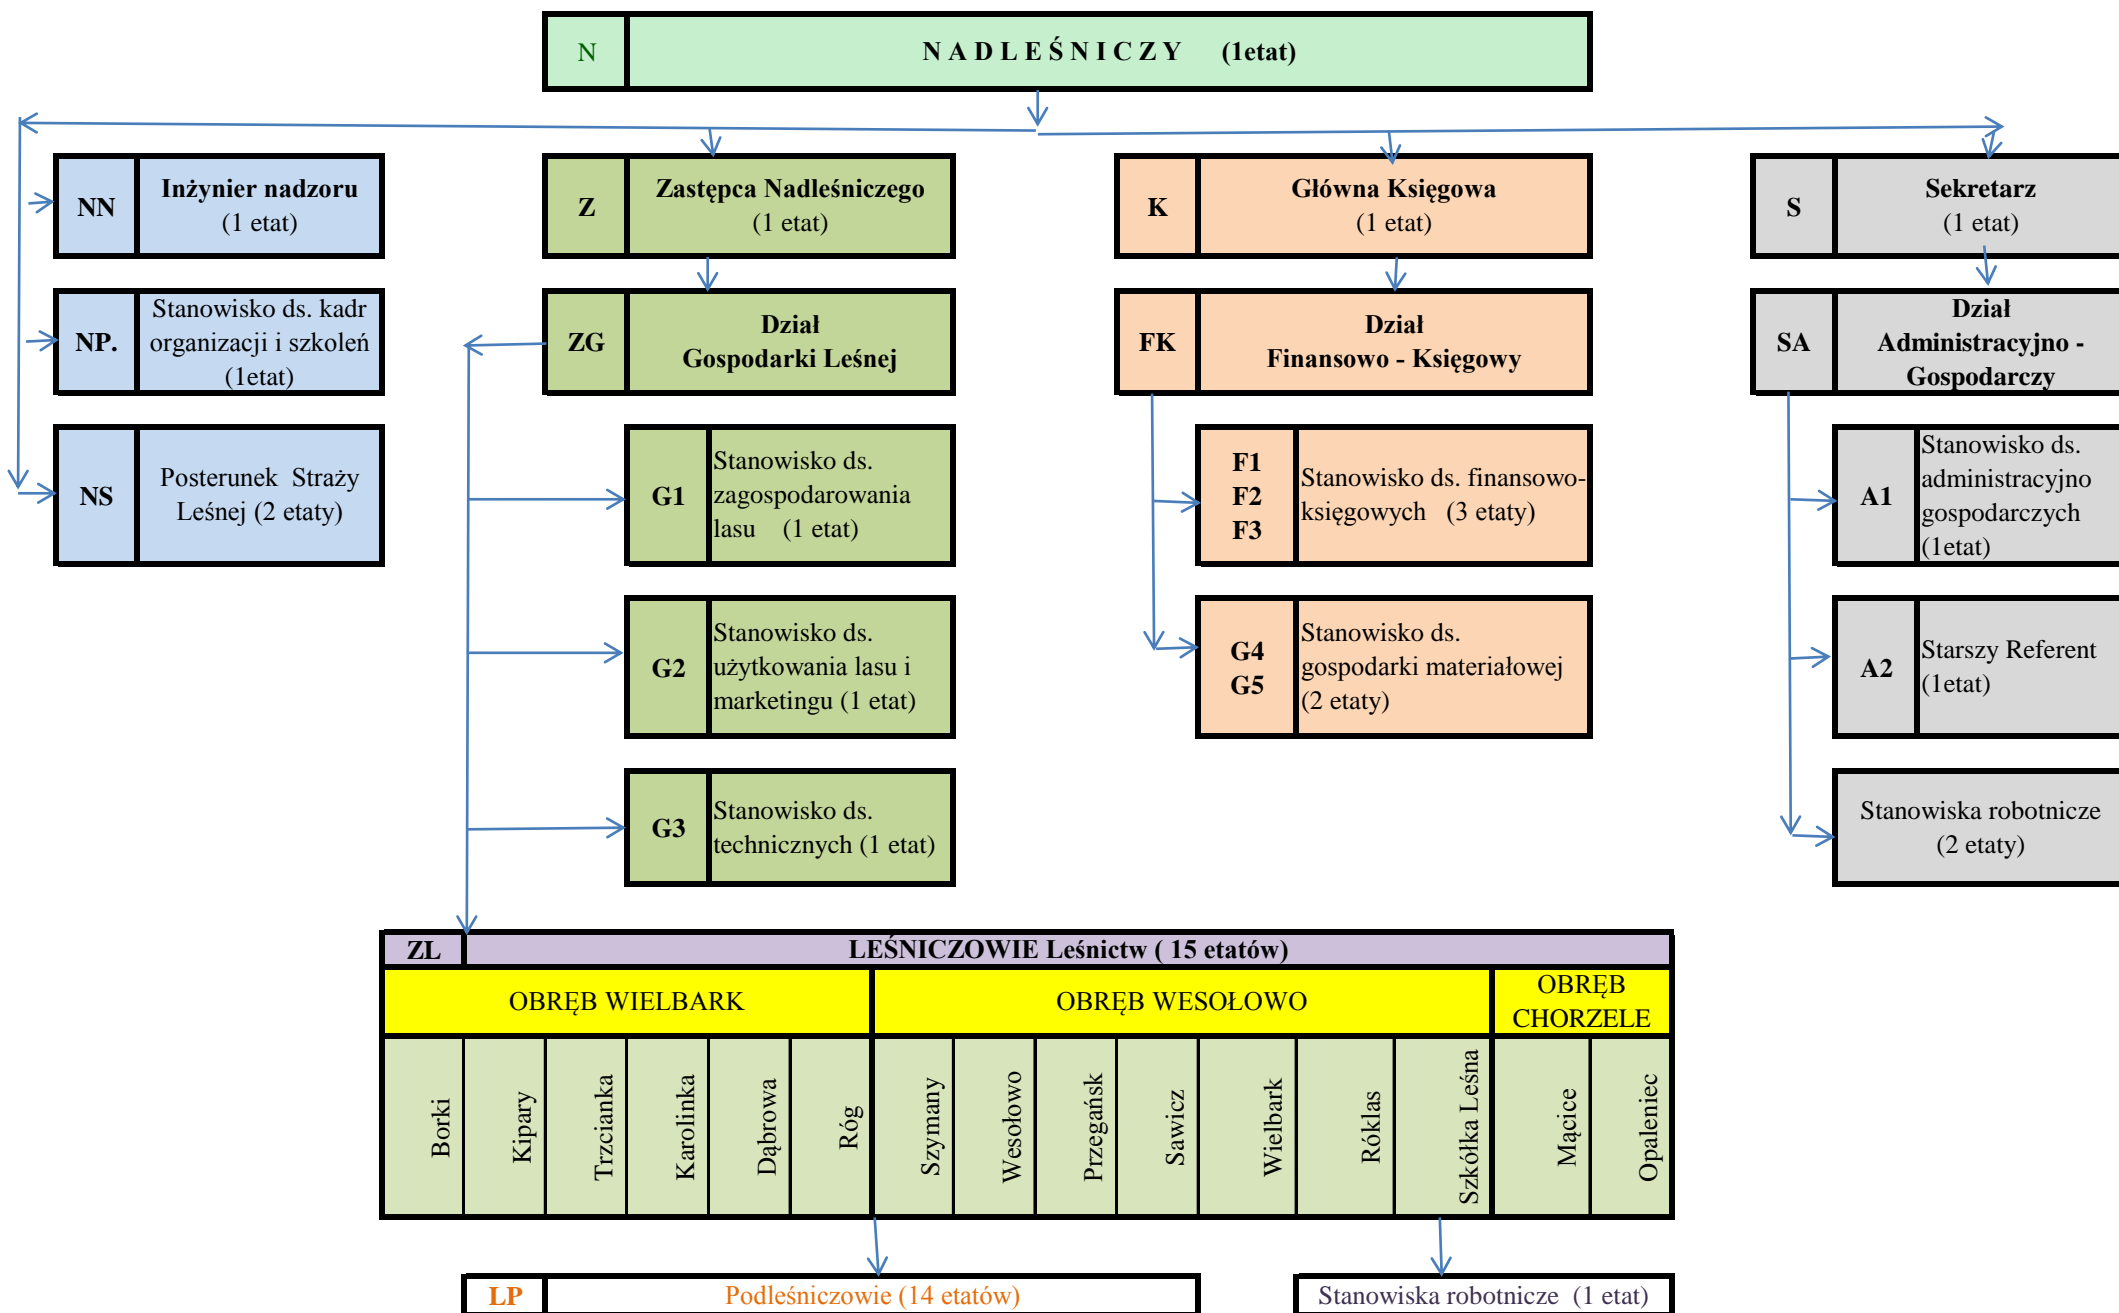 N
N A D L E Ś N I C Z Y (1etat)
NN
Inżynier nadzoru
(1 etat)
Z
Zastępca Nadleśniczego
(1 etat)
K
Główna Księgowa
(1 etat)
S
Sekretarz
(1 etat)
NP.
Stanowisko ds. kadr
organizacji i szkoleń
(1etat)
ZG
Dział
Gospodarki Leśnej
FK
Dział
Finansowo - Księgowy
SA
Dział
Administracyjno -
Gospodarczy
NS
Posterunek Straży
Leśnej (2 etaty)
G1
Stanowisko ds.
zagospodarowania
lasu (1 etat)
F1
F2
F3
Stanowisko ds. finansowo-
księgowych (3 etaty)
A1
Stanowisko ds.
administracyjno
gospodarczych
(1etat)
G2
Stanowisko ds.
użytkowania lasu i
marketingu (1 etat)
G4
G5
Stanowisko ds.
gospodarki materiałowej
(2 etaty)
A2
Starszy Referent
(1etat)
G3
Stanowisko ds.
technicznych (1 etat)
Stanowiska robotnicze
(2 etaty)
ZL
LEŚNICZOWIE Leśnictw ( 15 etatów)
OBRĘB WIELBARK
OBRĘB WESOŁOWO
OBRĘB
CHORZELE
Borki
Kipary
Trzcianka
Karolinka
Dąbrowa
Róg
Szymany
Wesołowo
Przegańsk
Sawicz
Wielbark
Róklas
Szkółka Leśna
Mącice
Opaleniec
LP
Podleśniczowie (14 etatów)
Stanowiska robotnicze (1 etat)